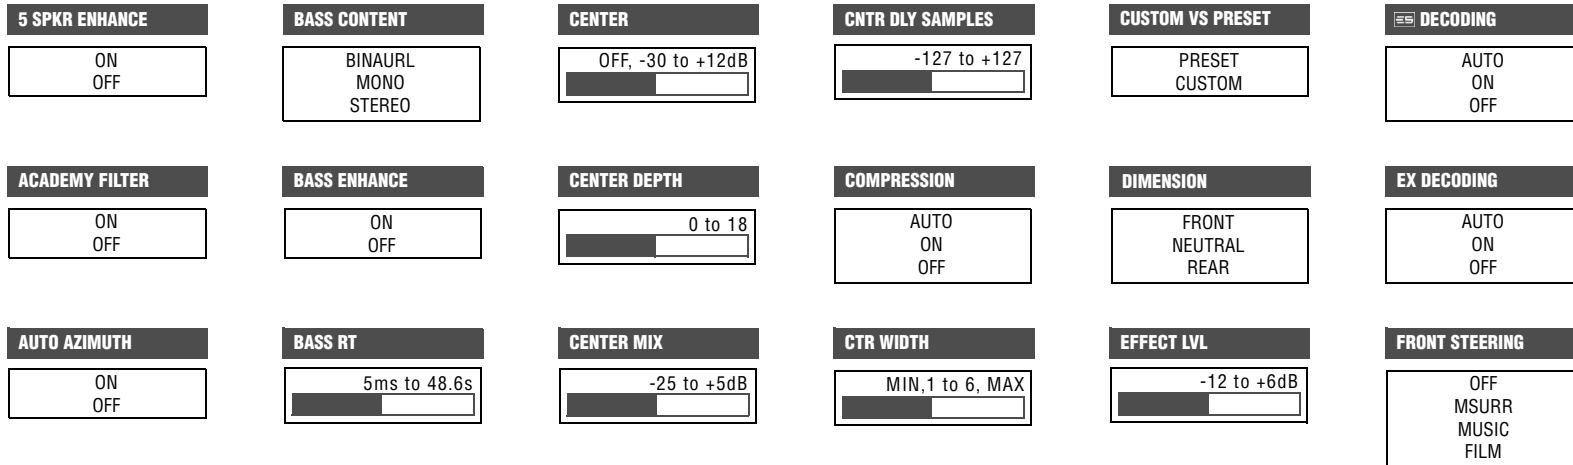 5 SPKR ENHANCE
ON
OFF
BASS CONTENT
BINAURL
MONO
STEREO
CENTER
OFF, -30 to +12dB
CNTR DLY SAMPLES
-127 to +127
CUSTOM VS PRESET
PRESET
CUSTOM
ES DECODING
AUTO
ON
OFF
ACADEMY FILTER
ON
OFF
BASS ENHANCE
ON
OFF
CENTER DEPTH
0 to 18
COMPRESSION
AUTO
ON
OFF
DIMENSION
FRONT
NEUTRAL
REAR
EX DECODING
AUTO
ON
OFF
AUTO AZIMUTH
ON
OFF
BASS RT
5ms to 48.6s
CENTER MIX
-25 to +5dB
CTR WIDTH
MIN,1 to 6, MAX
EFFECT LVL
-12 to +6dB
FRONT STEERING
OFF
MSURR
MUSIC
FILM